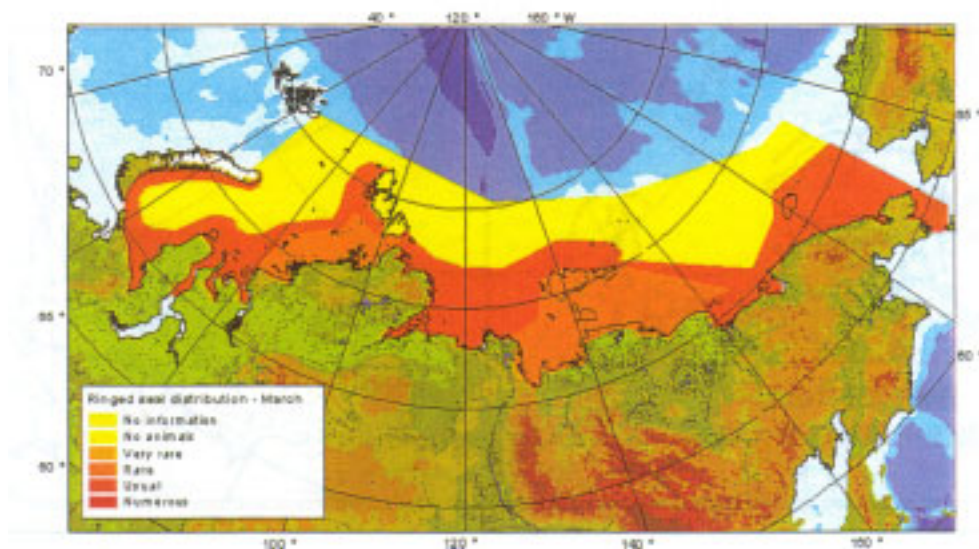 40 ° 120 ° 160 ° W
70 °
65 °
60 °
Ringed seal distribution - March
No information
No animals
Very rare
Rare
Usual
Numerous
100 ° 120 ° 140 ° 160 °